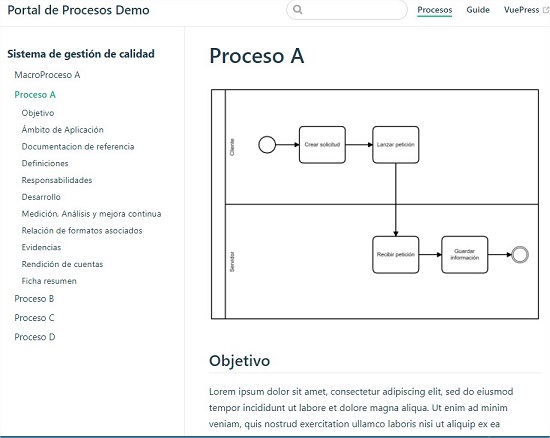 Portal de Procesos Demo
Procesos
Guide
VuePress
Sistema de gestión de calidad
MacroProceso A
Proceso A
Objetivo
Ámbito de Aplicación
Documentacion de referencia
Definiciones
Responsabilidades
Desarrollo
Medición, Análisis y mejora continua
Relación de formatos asociados
Evidencias
Rendición de cuentas
Ficha resumen
Proceso B
Proceso C
Proceso D
Proceso A
Cliente
Crear solicitud
Lanzar petición
Servidor
Recibir petición
Guardar
información
Objetivo
Lorem ipsum dolor sit amet, consectetur adipiscing elit, sed do eiusmod
tempor incididunt ut labore et dolore magna aliqua. Ut enim ad minim
veniam, quis nostrud exercitation ullamco laboris nisi ut aliquip ex ea